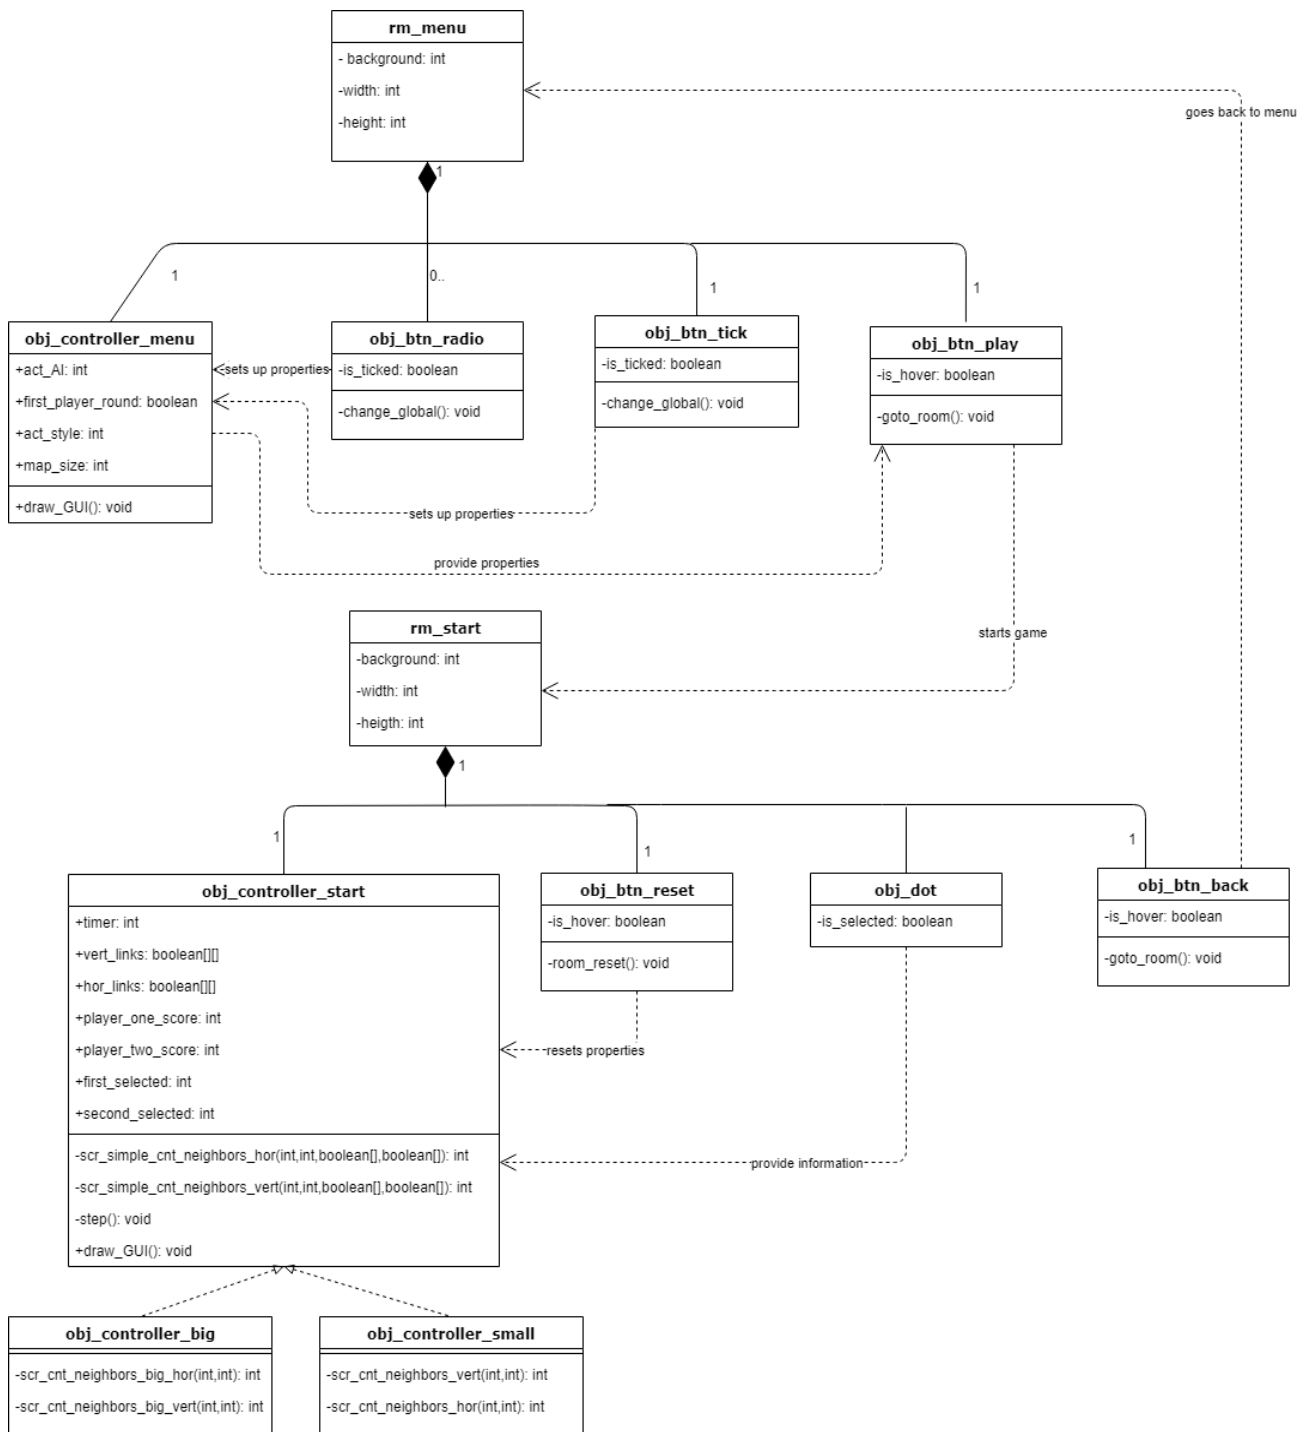 rm_menu
- background: int
-width: int
-height: int
goes back to menu
1
1
0..
1
1
obj_controller_menu
+act_AI: int
+first_player_round: boolean
+act_style: int
+map_size: int
+draw_GUI(): void
sets up properties
obj_btn_radio
-is_ticked: boolean
-change_global(): void
obj_btn_tick
-is_ticked: boolean
-change_global(): void
obj_btn_play
-is_hover: boolean
-goto_room(): void
sets up properties
provide properties
starts game
rm_start
-background: int
-width: int
-heigth: int
1
1
1
1
obj_controller_start
+timer: int
+vert_links: boolean[][]
+hor_links: boolean[][]
+player_one_score: int
+player_two_score: int
+first_selected: int
+second_selected: int
-scr_simple_cnt_neighbors_hor(int,int,boolean[],boolean[]): int
-scr_simple_cnt_neighbors_vert(int,int,boolean[],boolean[]): int
-step(): void
+draw_GUI(): void
obj_btn_reset
-is_hover: boolean
-room_reset(): void
obj_dot
-is_selected: boolean
obj_btn_back
-is_hover: boolean
-goto_room(): void
resets properties
provide information
obj_controller_big
-scr_cnt_neighbors_big_hor(int,int): int
-scr_cnt_neighbors_big_vert(int,int): int
obj_controller_small
-scr_cnt_neighbors_vert(int,int): int
-scr_cnt_neighbors_hor(int,int): int